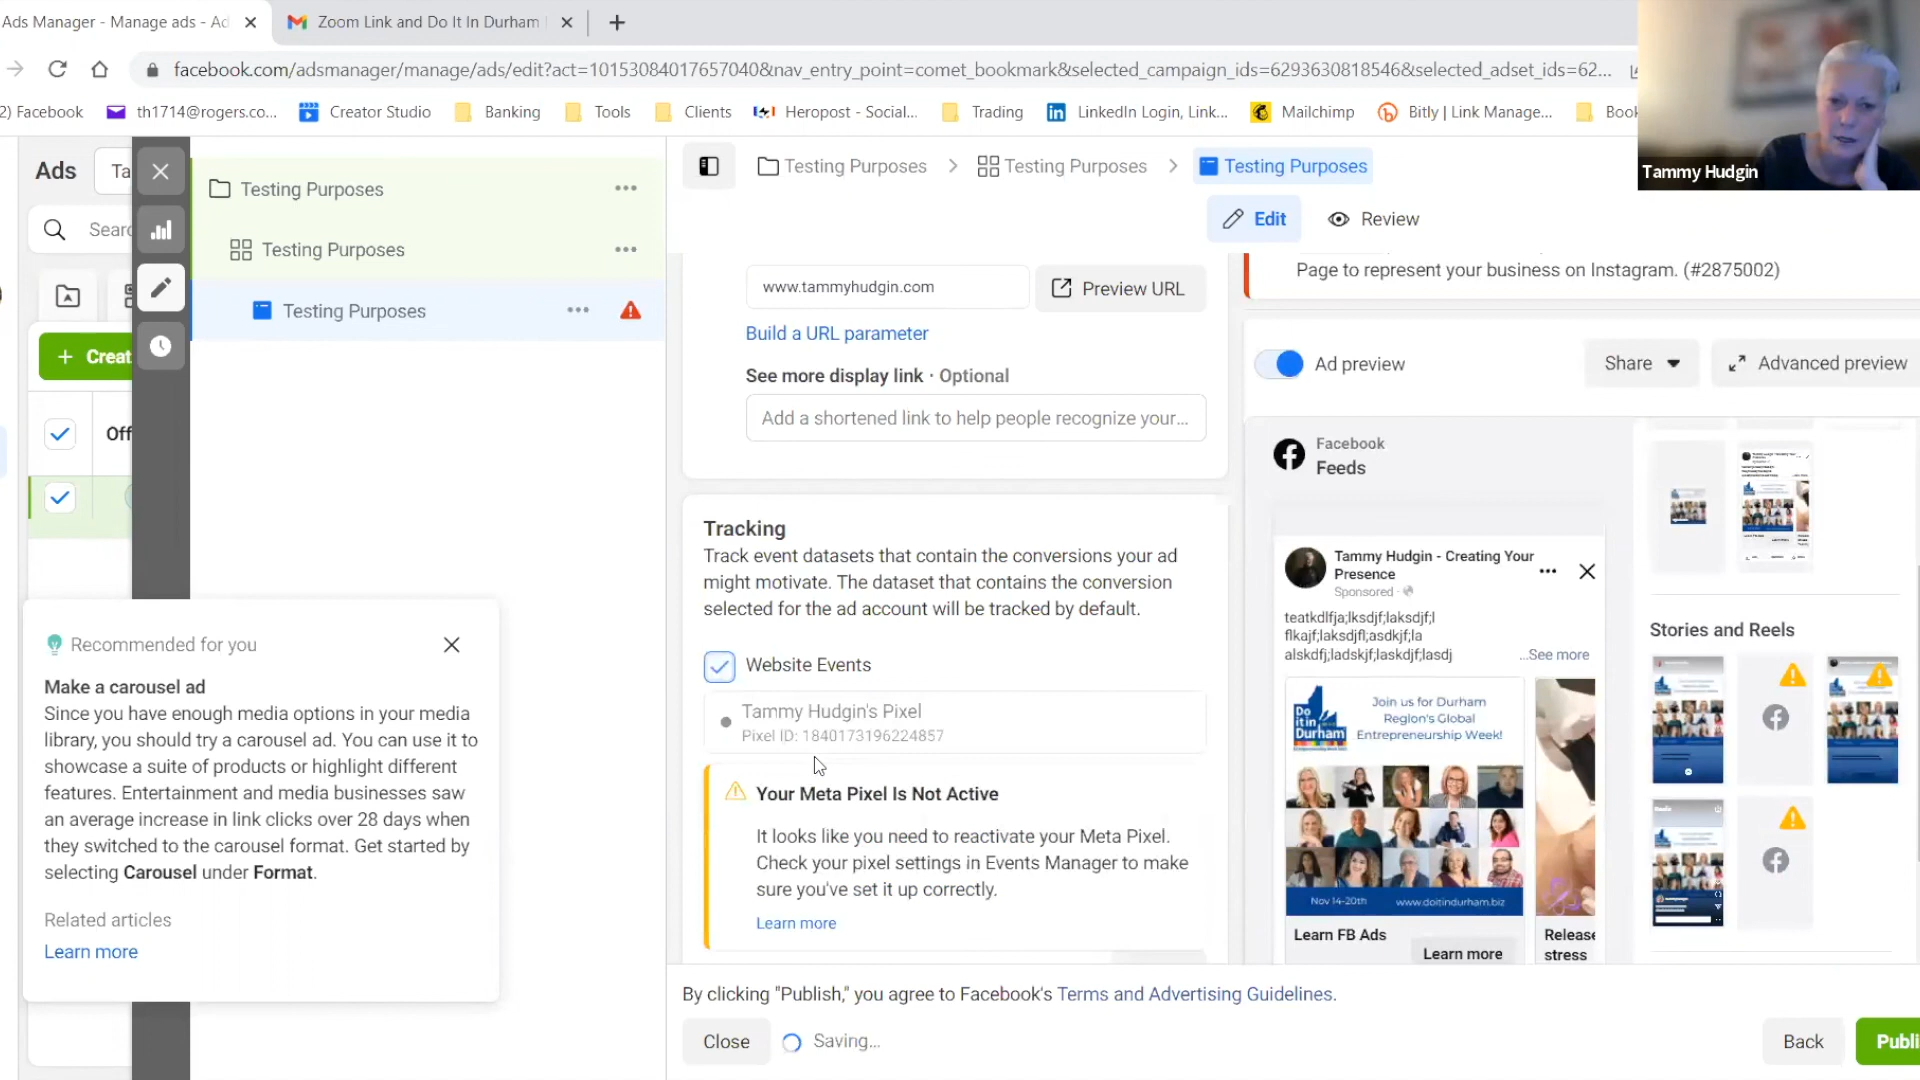 Ads Manager - Manage ads - Ad
Zoom Link and Do It In Durham
facebook.com/adsmanager/manage/ads/edit?act=10153084017657040&nav_entry_point=comet_bookmark&selected_campaign_ids=6293630818546&selected_adset_ids=62...
2) Facebook
th1714@rogers.co...
Creator Studio
Banking
Tools
Clients
Heropost - Social...
Trading
LinkedIn Login, Link...
Mailchimp
Bitly | Link Manage...
Book
Tammy Hudgin
Ads
Ta
Sear
+ Creat
Off
Testing Purposes
Testing Purposes
Testing Purposes
Testing Purposes > Testing Purposes > Testing Purposes
Edit
Review
www.tammyhudgin.com
Preview URL
Build a URL parameter
See more display link · Optional
Add a shortened link to help people recognize your...
Tracking
Track event datasets that contain the conversions your ad
might motivate. The dataset that contains the conversion
selected for the ad account will be tracked by default.
Website Events
Tammy Hudgin's Pixel
Pixel ID: 1840173196224857
Your Meta Pixel Is Not Active
It looks like you need to reactivate your Meta Pixel.
Check your pixel settings in Events Manager to make
sure you've set it up correctly.
Learn more
Recommended for you
Make a carousel ad
Since you have enough media options in your media
library, you should try a carousel ad. You can use it to
showcase a suite of products or highlight different
features. Entertainment and media businesses saw
an average increase in link clicks over 28 days when
they switched to the carousel format. Get started by
selecting Carousel under Format.
Related articles
Learn more
Page to represent your business on Instagram. (#2875002)
Ad preview
Share
Advanced preview
Facebook
Feeds
Tammy Hudgin - Creating Your
Presence
Sponsored ·
teatkdlfja;lksdjf;laksdjf;l
flkajf;laksdjfl;asdkjf;la
alskdfj;ladskjf;laskdjf;lasdj
...See more
Do
it in
Durham
Join us for Durham
Region's Global
Entrepreneurship Week!
Nov 14-20th
www.doitindurham.biz
Learn FB Ads
Learn more
Release
stress
Stories and Reels
By clicking "Publish," you agree to Facebook's Terms and Advertising Guidelines.
Close
Saving...
Back
Publi